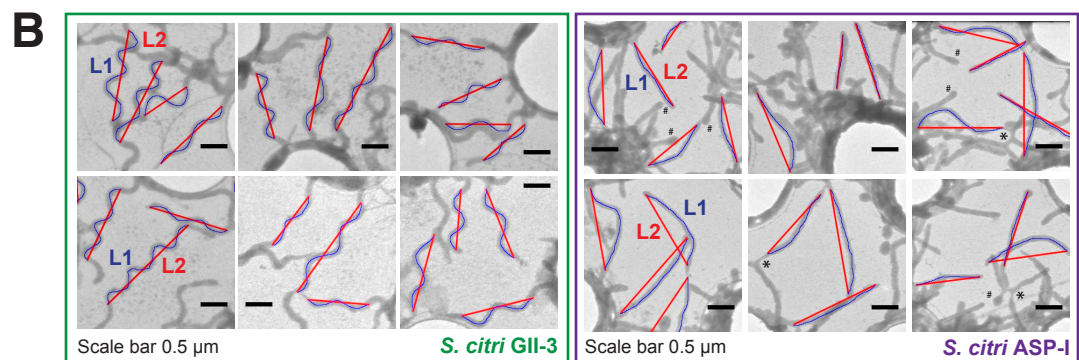 B
L2
L1
L1
L2
Scale bar 0.5 µm
S. citri GII-3
L1
L2
#
#
#
#
#
*
L1
L2
*
#
*
Scale bar 0.5 µm
S. citri ASP-I